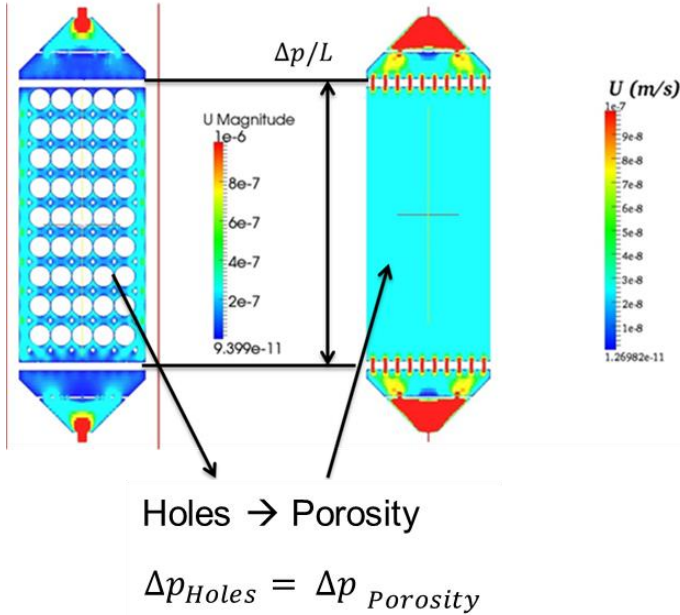 Δp/L
U Magnitude
1e-6
8e-7
6e-7
4e-7
2e-7
9.399e-11
U (m/s)
1e-7
9e-8
8e-8
7e-8
6e-8
5e-8
4e-8
3e-8
2e-8
1e-8
1.26982e-11
Holes → Porosity
Δp_Holes = Δp_Porosity